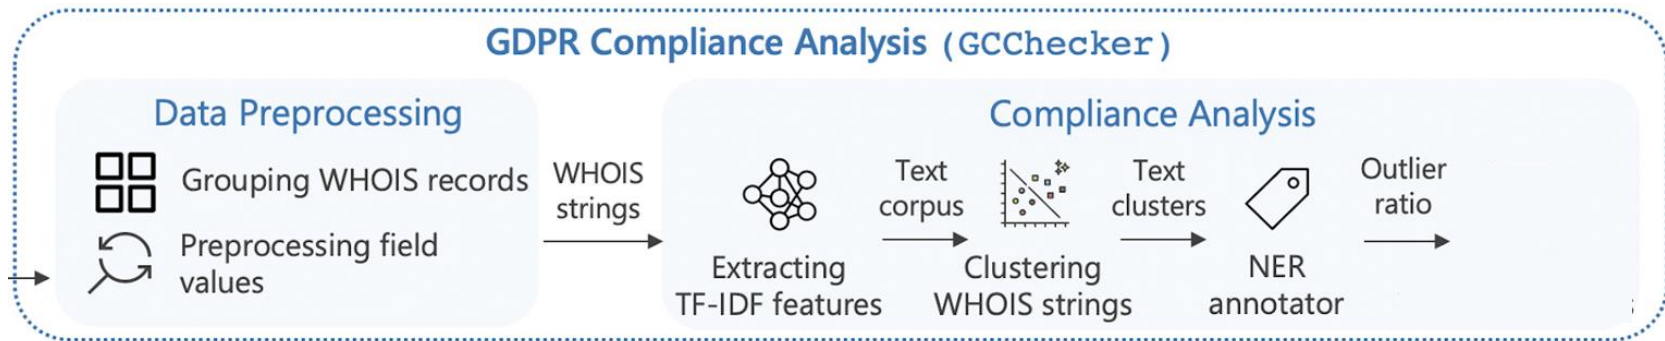 GDPR Compliance Analysis (GCChecker)
Data Preprocessing
Grouping WHOIS records
Preprocessing field
values
WHOIS
strings
Compliance Analysis
Extracting
TF-IDF features
Text
corpus
Clustering
WHOIS strings
Text
clusters
NER
annotator
Outlier
ratio